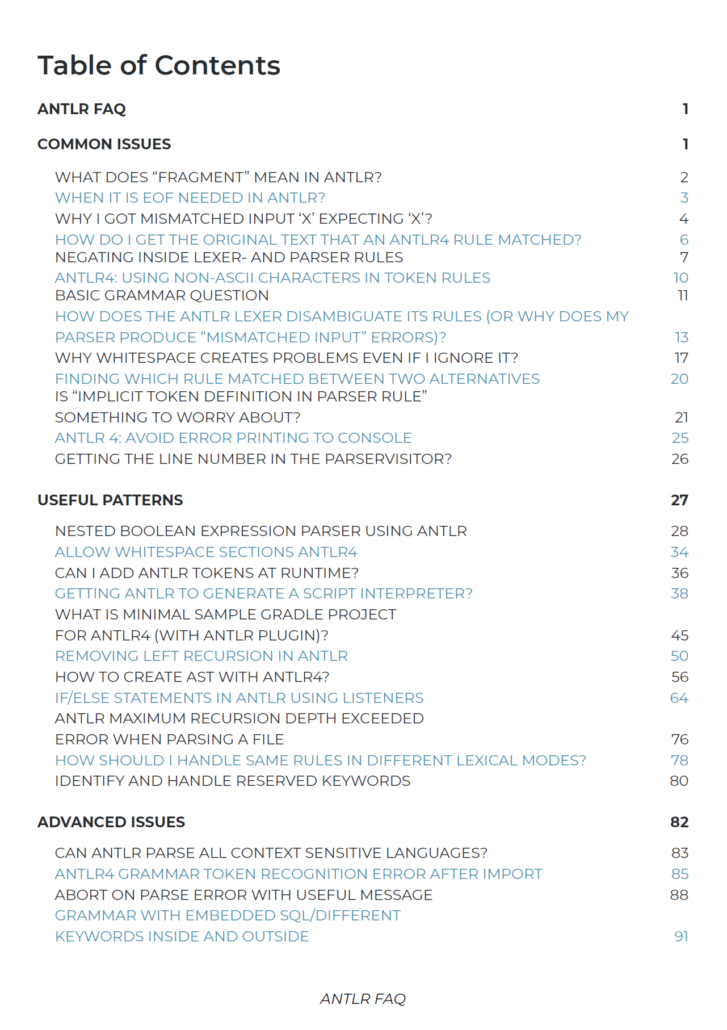 Table of Contents
ANTLR FAQ 1
COMMON ISSUES 1
WHAT DOES “FRAGMENT” MEAN IN ANTLR? 2
WHEN IT IS EOF NEEDED IN ANTLR? 3
WHY I GOT MISMATCHED INPUT ‘X’ EXPECTING ‘X’? 4
HOW DO I GET THE ORIGINAL TEXT THAT AN ANTLR4 RULE MATCHED? 6
NEGATING INSIDE LEXER- AND PARSER RULES 7
ANTLR4: USING NON-ASCII CHARACTERS IN TOKEN RULES 10
BASIC GRAMMAR QUESTION 11
HOW DOES THE ANTLR LEXER DISAMBIGUATE ITS RULES (OR WHY DOES MY
PARSER PRODUCE “MISMATCHED INPUT” ERRORS)? 13
WHY WHITESPACE CREATES PROBLEMS EVEN IF I IGNORE IT? 17
FINDING WHICH RULE MATCHED BETWEEN TWO ALTERNATIVES 20
IS “IMPLICIT TOKEN DEFINITION IN PARSER RULE”
SOMETHING TO WORRY ABOUT? 21
ANTLR 4: AVOID ERROR PRINTING TO CONSOLE 25
GETTING THE LINE NUMBER IN THE PARSERVISITOR? 26
USEFUL PATTERNS 27
NESTED BOOLEAN EXPRESSION PARSER USING ANTLR 28
ALLOW WHITESPACE SECTIONS ANTLR4 34
CAN I ADD ANTLR TOKENS AT RUNTIME? 36
GETTING ANTLR TO GENERATE A SCRIPT INTERPRETER? 38
WHAT IS MINIMAL SAMPLE GRADLE PROJECT
FOR ANTLR4 (WITH ANTLR PLUGIN)? 45
REMOVING LEFT RECURSION IN ANTLR 50
HOW TO CREATE AST WITH ANTLR4? 56
IF/ELSE STATEMENTS IN ANTLR USING LISTENERS 64
ANTLR MAXIMUM RECURSION DEPTH EXCEEDED
ERROR WHEN PARSING A FILE 76
HOW SHOULD I HANDLE SAME RULES IN DIFFERENT LEXICAL MODES? 78
IDENTIFY AND HANDLE RESERVED KEYWORDS 80
ADVANCED ISSUES 82
CAN ANTLR PARSE ALL CONTEXT SENSITIVE LANGUAGES? 83
ANTLR4 GRAMMAR TOKEN RECOGNITION ERROR AFTER IMPORT 85
ABORT ON PARSE ERROR WITH USEFUL MESSAGE 88
GRAMMAR WITH EMBEDDED SQL/DIFFERENT
KEYWORDS INSIDE AND OUTSIDE 91
ANTLR FAQ